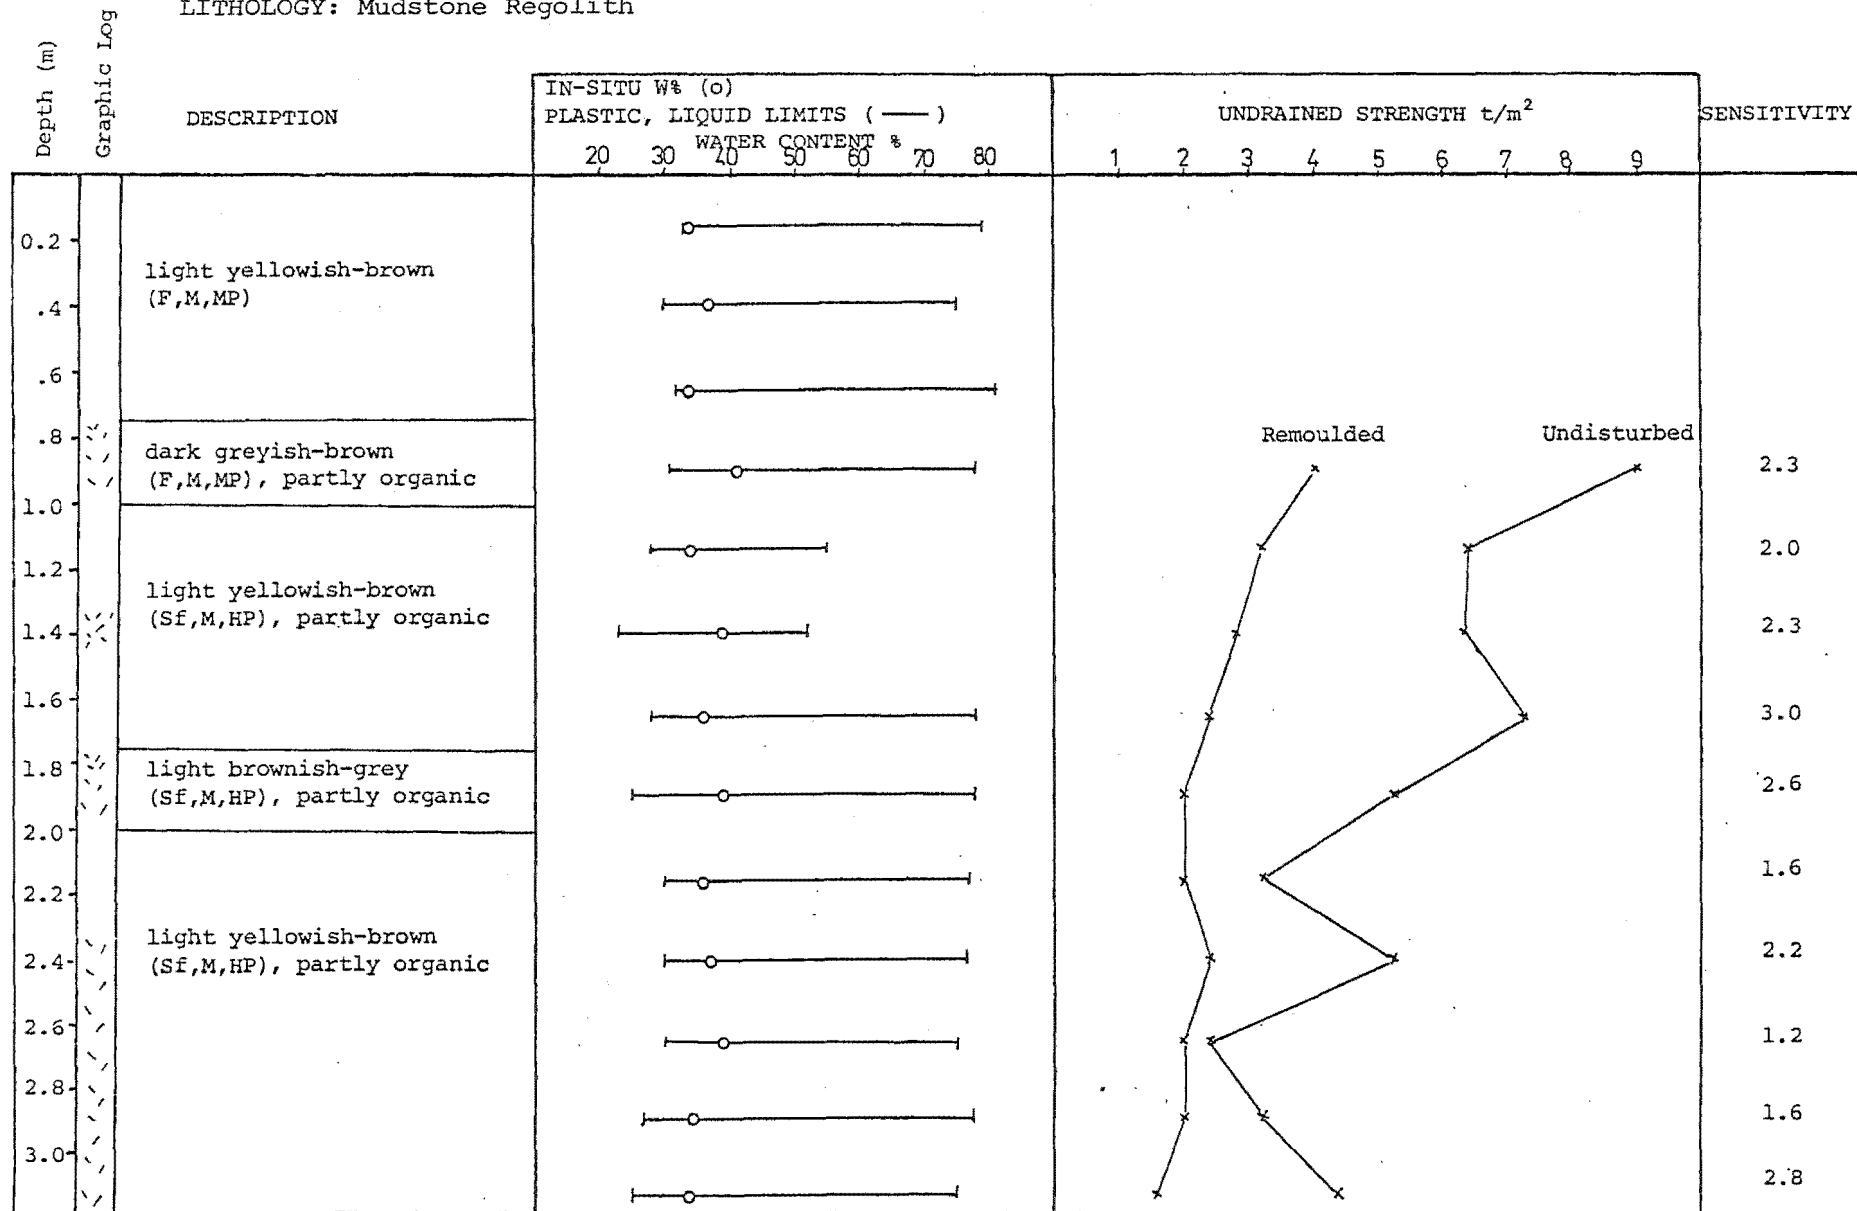 LITHOLOGY: Mudstone Regolith
Depth (m)
Graphic Log
DESCRIPTION
IN-SITU W% (o)
PLASTIC, LIQUID LIMITS ( — )
WATER CONTENT %
20 30 40 50 60 70 80
UNDRAINED STRENGTH t/m²
1 2 3 4 5 6 7 8 9
SENSITIVITY
0.2
light yellowish-brown
(F,M,MP)
.4
.6
.8
Remoulded
Undisturbed
dark greyish-brown
(F,M,MP), partly organic
2.3
1.0
2.0
1.2
light yellowish-brown
(Sf,M,HP), partly organic
1.4
2.3
1.6
3.0
1.8
light brownish-grey
(Sf,M,HP), partly organic
2.6
2.0
1.6
2.2
light yellowish-brown
(Sf,M,HP), partly organic
2.4
2.2
2.6
1.2
2.8
1.6
3.0
2.8